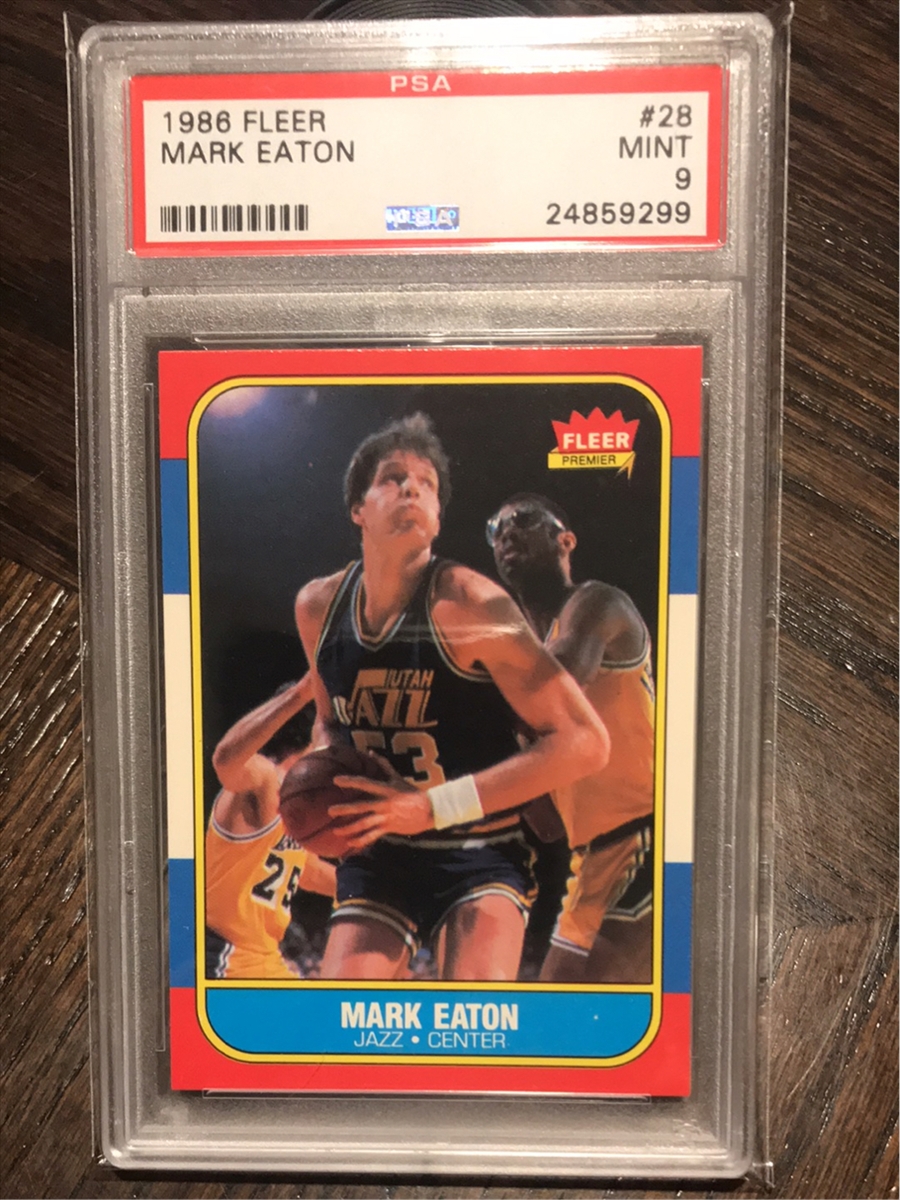 PSA
1986 FLEER #28
MARK EATON MINT
9
24859299
FLEER
PREMIER
UTAH
JAZZ
53
25
MARK EATON
JAZZ • CENTER